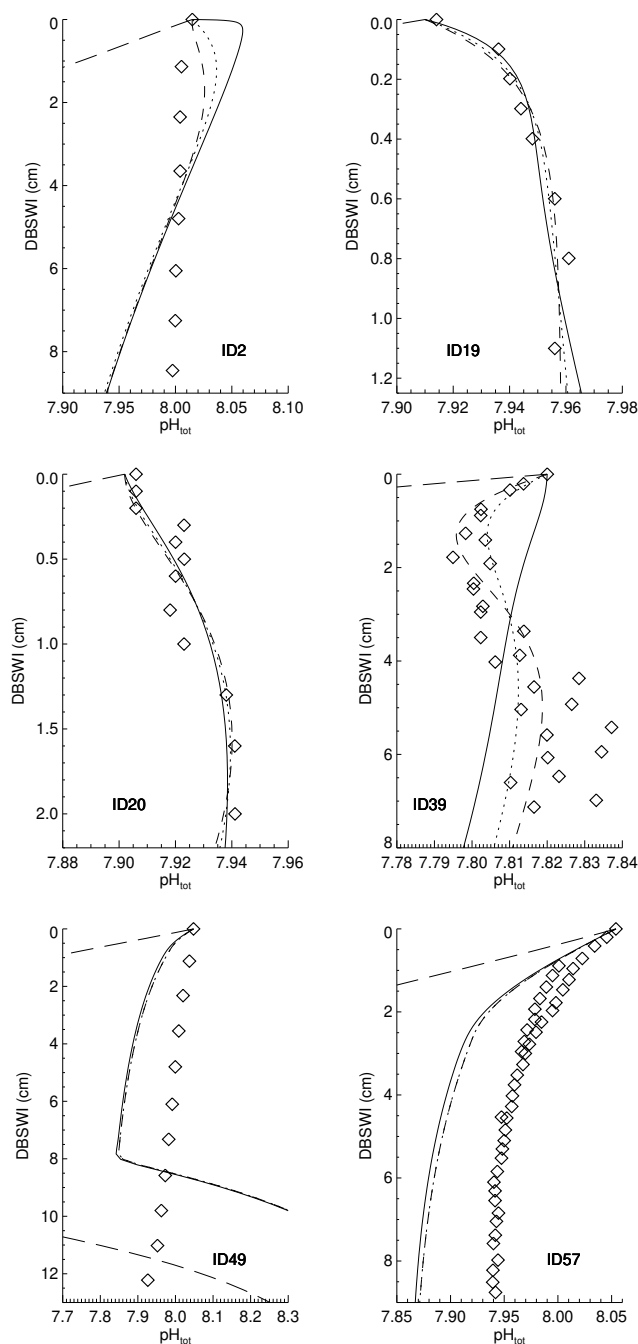 0
2
4
6
8
DBSWI (cm)
ID2
7.90 7.95 8.00 8.05 8.10
pHtot
0.0
0.2
0.4
0.6
0.8
1.0
1.2
DBSWI (cm)
ID19
7.90 7.92 7.94 7.96 7.98
pHtot
0.0
0.5
1.0
1.5
2.0
DBSWI (cm)
ID20
7.88 7.90 7.92 7.94 7.96
pHtot
0
2
4
6
8
DBSWI (cm)
ID39
7.78 7.79 7.80 7.81 7.82 7.83 7.84
pHtot
0
2
4
6
8
10
12
DBSWI (cm)
ID49
7.7 7.8 7.9 8.0 8.1 8.2 8.3
pHtot
0
2
4
6
8
DBSWI (cm)
ID57
7.85 7.90 7.95 8.00 8.05
pHtot